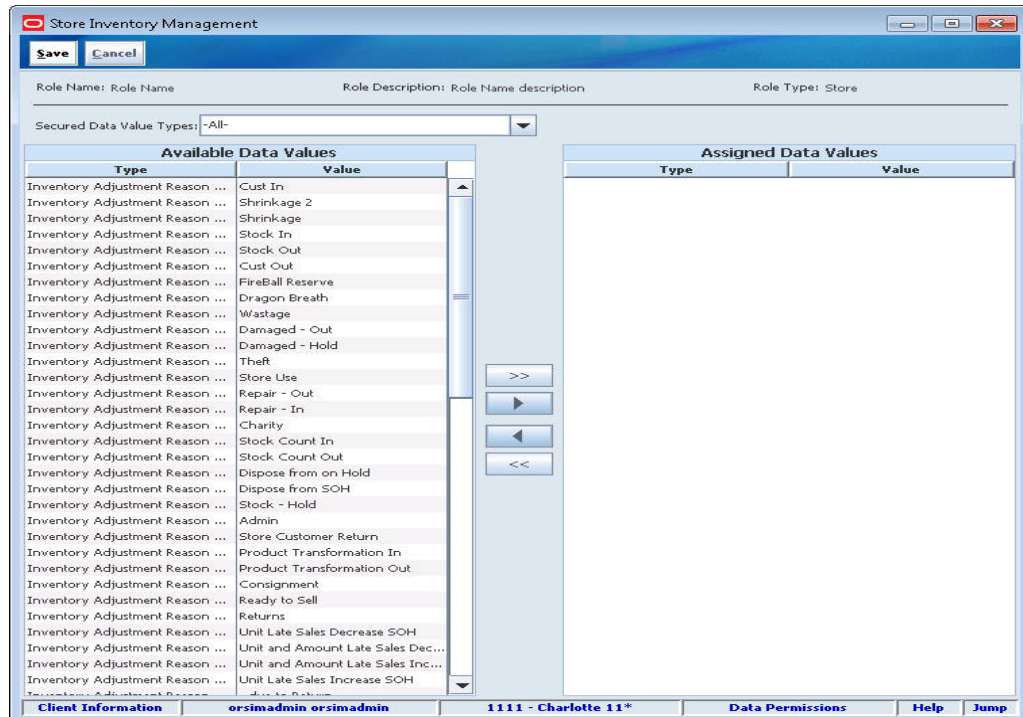 Store Inventory Management
Save Cancel
Role Name: Role Name Role Description: Role Name description Role Type: Store
Secured Data Value Types: -All-
Available Data Values Assigned Data Values
Type Value Type Value
Inventory Adjustment Reason ... Cust In
Inventory Adjustment Reason ... Shrinkage 2
Inventory Adjustment Reason ... Shrinkage
Inventory Adjustment Reason ... Stock In
Inventory Adjustment Reason ... Stock Out
Inventory Adjustment Reason ... Cust Out
Inventory Adjustment Reason ... FireBall Reserve
Inventory Adjustment Reason ... Dragon Breath
Inventory Adjustment Reason ... Wastage
Inventory Adjustment Reason ... Damaged - Out
Inventory Adjustment Reason ... Damaged - Hold
Inventory Adjustment Reason ... Theft
Inventory Adjustment Reason ... Store Use
>>
Inventory Adjustment Reason ... Repair - Out
Inventory Adjustment Reason ... Repair - In
Inventory Adjustment Reason ... Charity
Inventory Adjustment Reason ... Stock Count In
Inventory Adjustment Reason ... Stock Count Out
<<
Inventory Adjustment Reason ... Dispose from on Hold
Inventory Adjustment Reason ... Dispose from SOH
Inventory Adjustment Reason ... Stock - Hold
Inventory Adjustment Reason ... Admin
Inventory Adjustment Reason ... Store Customer Return
Inventory Adjustment Reason ... Product Transformation In
Inventory Adjustment Reason ... Product Transformation Out
Inventory Adjustment Reason ... Consignment
Inventory Adjustment Reason ... Ready to Sell
Inventory Adjustment Reason ... Returns
Inventory Adjustment Reason ... Unit Late Sales Decrease SOH
Inventory Adjustment Reason ... Unit and Amount Late Sales Dec...
Inventory Adjustment Reason ... Unit and Amount Late Sales Inc...
Inventory Adjustment Reason ... Unit Late Sales Increase SOH
Client Information orsimadmin orsimadmin 1111 - Charlotte 11* Data Permissions Help Jump